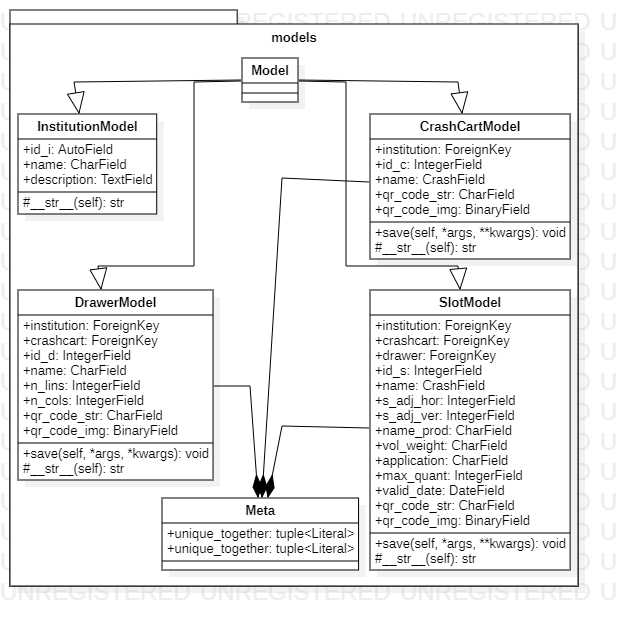 UNREGISTERED UNREGISTERED U
models
Model
InstitutionModel
+id_i: AutoField
+name: CharField
+description: TextField
#__str__(self): str
CrashCartModel
+institution: ForeignKey
+id_c: IntegerField
+name: CrashField
+qr_code_str: CharField
+qr_code_img: BinaryField
+save(self, *args, **kwargs): void
#__str__(self): str
DrawerModel
+institution: ForeignKey
+crashcart: ForeignKey
+id_d: IntegerField
+name: CharField
+n_lins: IntegerField
+n_cols: IntegerField
+qr_code_str: CharField
+qr_code_img: BinaryField
+save(self, *args, *kwargs): void
#__str__(self): str
SlotModel
+institution: ForeignKey
+crashcart: ForeignKey
+drawer: ForeignKey
+id_s: IntegerField
+name: CrashField
+s_adj_hor: IntegerField
+s_adj_ver: IntegerField
+name_prod: CharField
+vol_weight: CharField
+application: CharField
+max_quant: IntegerField
+valid_date: DateField
+qr_code_str: CharField
+qr_code_img: BinaryField
+save(self, *args, **kwargs): void
#__str__(self): str
Meta
+unique_together: tuple<Literal>
+unique_together: tuple<Literal>
UNREGISTERED UNREGISTERED UNREGISTERED U